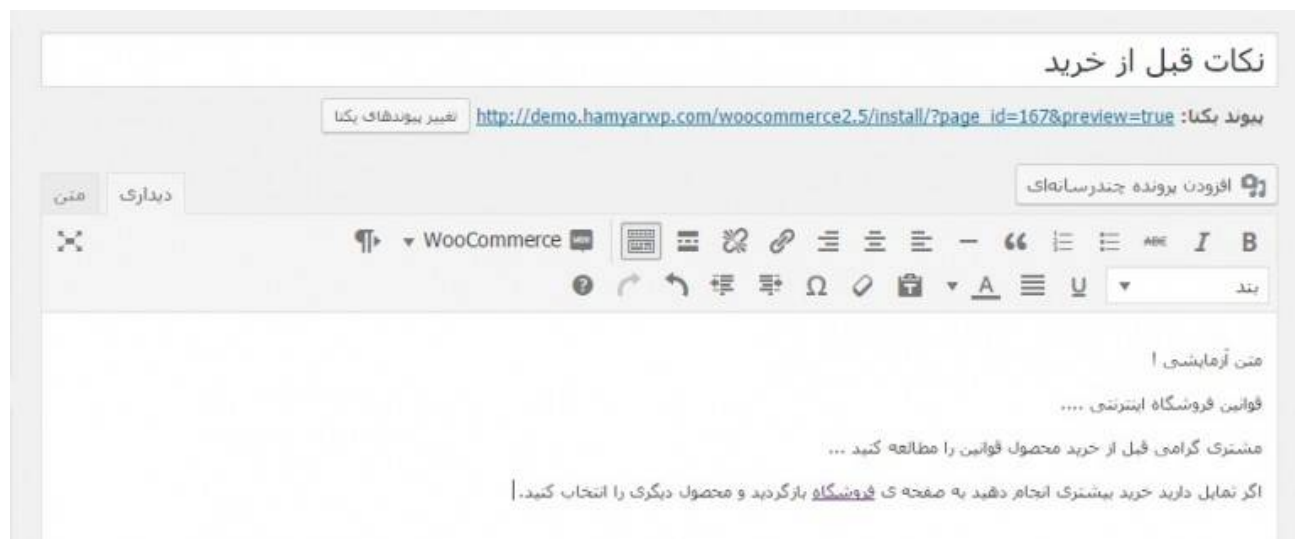 نکات قبل از خرید
پیوند یکتا: http://demo.hamyarwp.com/woocommerce2.5/install/?page_id=167&preview=true تغییر پیوندهای یکتا
افزودن پرونده چندرسانه‌ای
دیداری متن
B I ABC WooCommerce
بند U A Ω
متن آزمایشی !
قوانین فروشگاه اینترنتی ....
مشتری گرامی قبل از خرید محصول قوانین را مطالعه کنید ...
اگر تمایل دارید خرید بیشتری انجام دهید به صفحه ی فروشگاه بازگردید و محصول دیگری را انتخاب کنید.